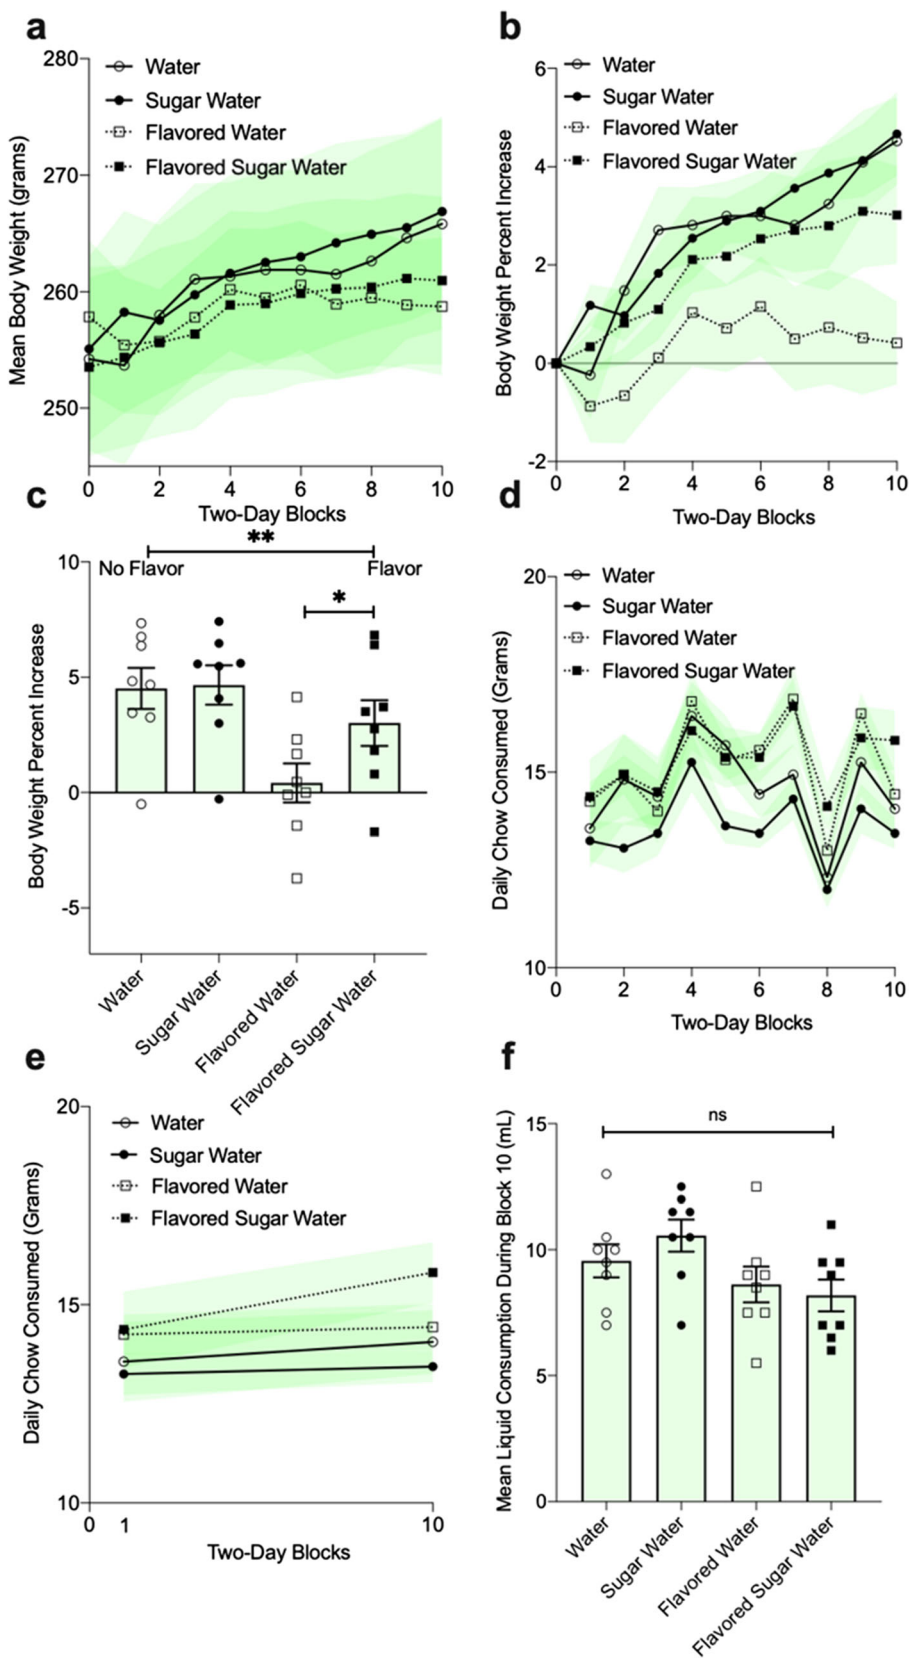 a
280
270
260
250
Mean Body Weight (grams)
Water
Sugar Water
Flavored Water
Flavored Sugar Water
0 2 4 6 8 10
Two-Day Blocks
b
6
4
2
0
-2
Body Weight Percent Increase
Water
Sugar Water
Flavored Water
Flavored Sugar Water
0 2 4 6 8 10
Two-Day Blocks
c
**
No Flavor Flavor
*
10
5
0
-5
Body Weight Percent Increase
Water
Sugar Water
Flavored Water
Flavored Sugar Water
d
20
15
10
Daily Chow Consumed (Grams)
Water
Sugar Water
Flavored Water
Flavored Sugar Water
0 2 4 6 8 10
Two-Day Blocks
e
20
15
10
Daily Chow Consumed (Grams)
Water
Sugar Water
Flavored Water
Flavored Sugar Water
0 1 10
Two-Day Blocks
f
15
10
5
0
Mean Liquid Consumption During Block 10 (mL)
ns
Water
Sugar Water
Flavored Water
Flavored Sugar Water